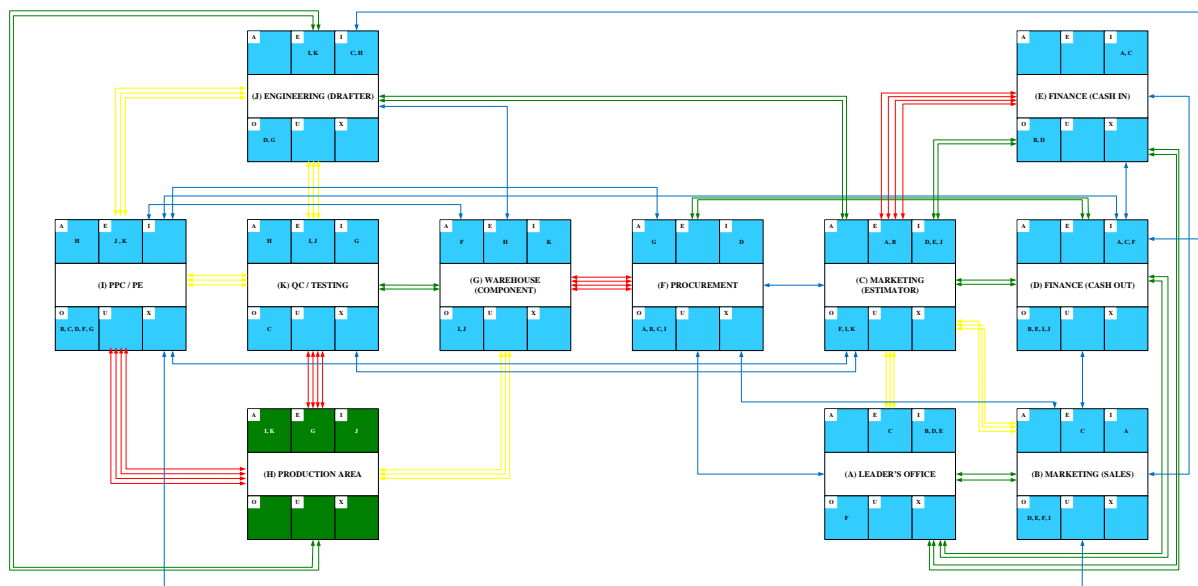 A E I
I, K C, H
(J) ENGINEERING (DRAFTER)
O U X
D, G
A E I
A, C
(E) FINANCE (CASH IN)
O U X
B, D
A E I
H J , K
(I) PPC / PE
O U X
B, C, D, F, G
A E I
H I, J G
(K) QC / TESTING
O U X
C
A E I
F H K
(G) WAREHOUSE
(COMPONENT)
O U X
I, J
A E I
G D
(F) PROCUREMENT
O U X
A, B, C, I
A E I
A, B D, E, J
(C) MARKETING
(ESTIMATOR)
O U X
F, I, K
A E I
A, C, F
(D) FINANCE (CASH OUT)
O U X
B, E, I, J
A E I
I, K G J
(H) PRODUCTION AREA
O U X
A E I
C B, D, E
(A) LEADER'S OFFICE
O U X
F
A E I
C A
(B) MARKETING (SALES)
O U X
D, E, F, I